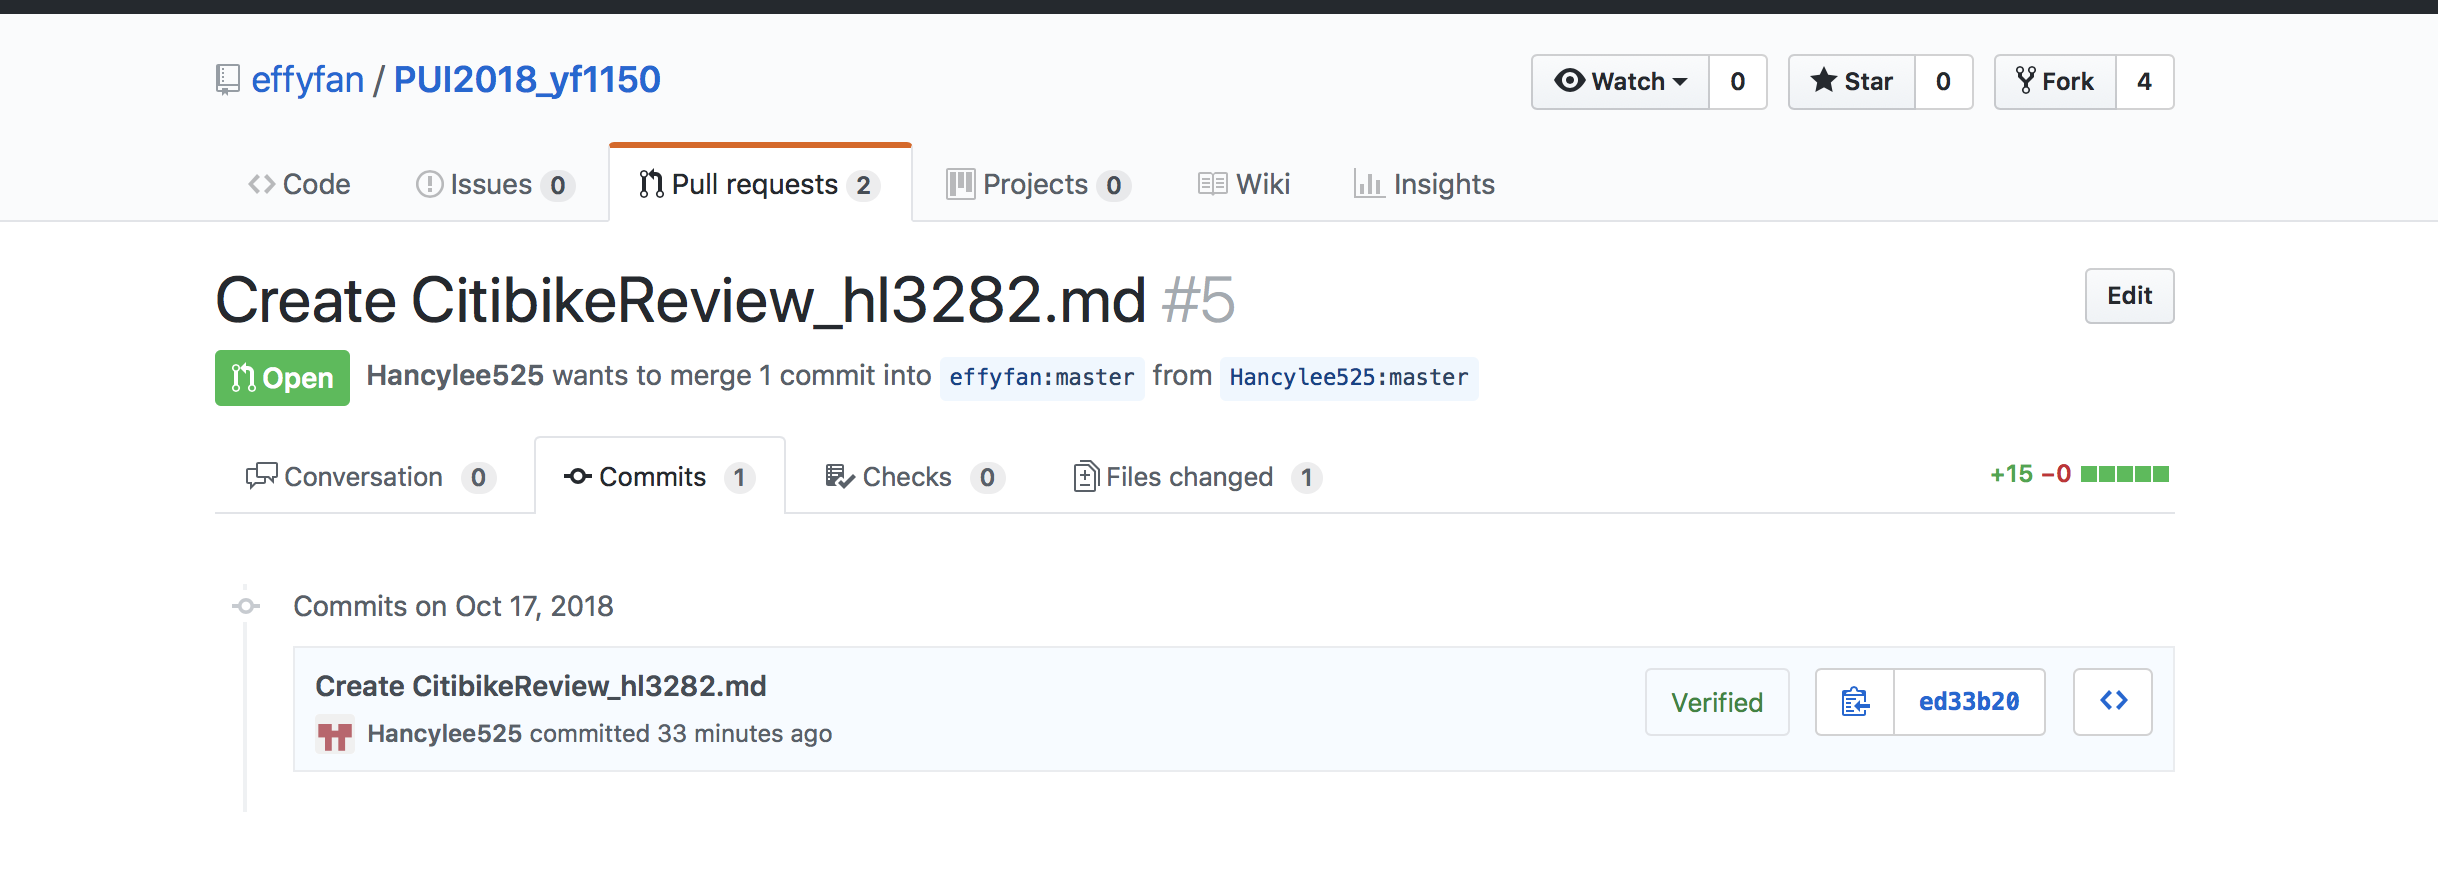 effyfan / PUI2018_yf1150
Watch 0 Star 0 Fork 4
Code Issues 0 Pull requests 2 Projects 0 Wiki Insights
Create CitibikeReview_hl3282.md #5
Edit
Open Hancylee525 wants to merge 1 commit into effyfan:master from Hancylee525:master
Conversation 0 Commits 1 Checks 0 Files changed 1 +15 −0
Commits on Oct 17, 2018
Create CitibikeReview_hl3282.md
Hancylee525 committed 33 minutes ago
Verified ed33b20